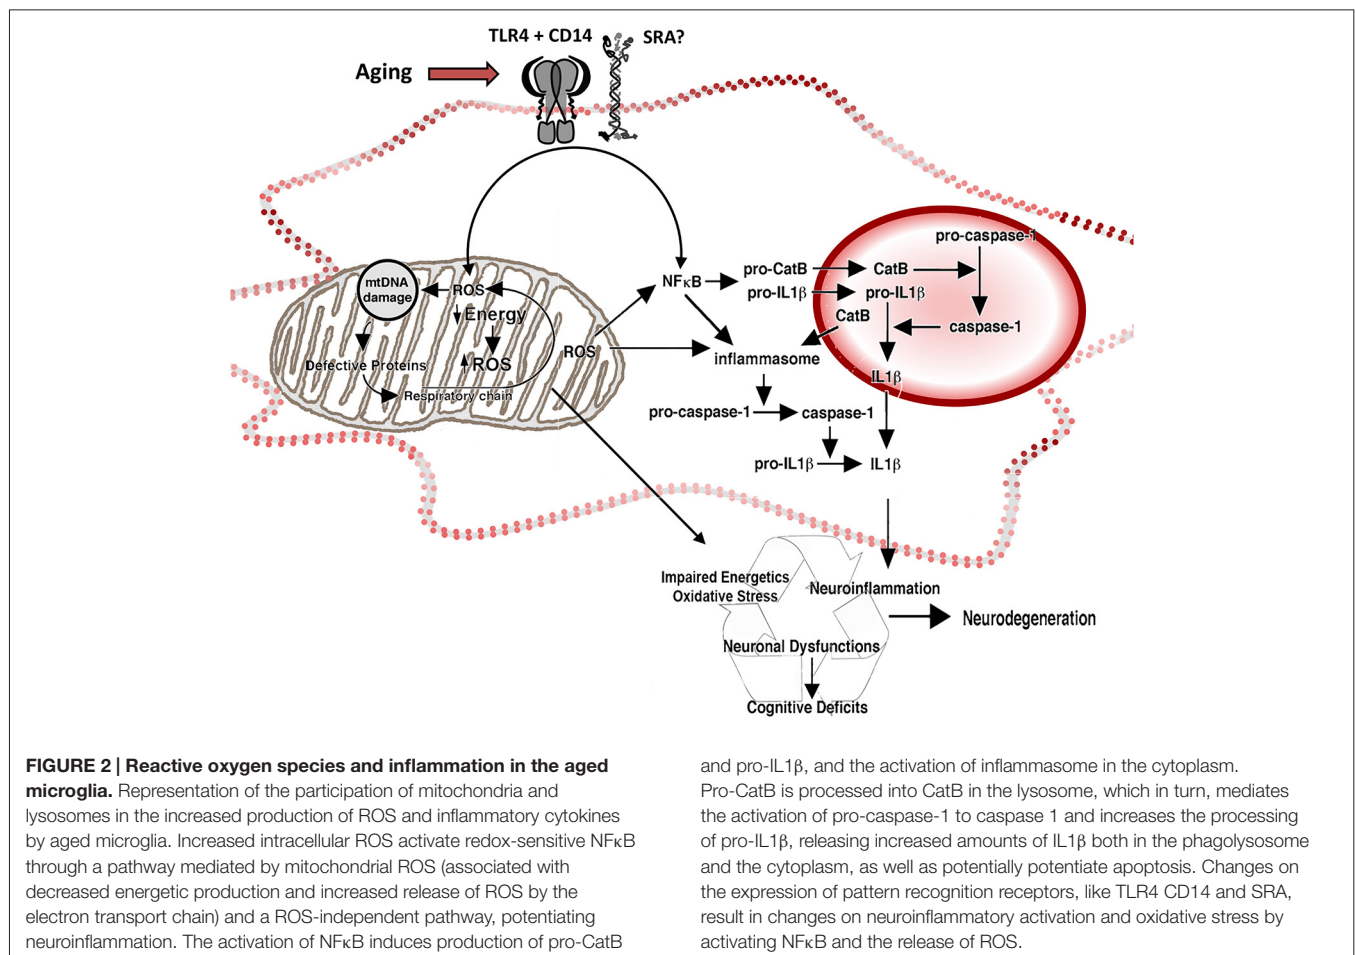 TLR4 + CD14
SRA?
Aging
pro-caspase-1
NFκB
pro-CatB
CatB
pro-IL1β
pro-IL1β
CatB
caspase-1
mtDNA
damage
ROS
Energy
ROS
ROS
Defective Proteins
Respiratory chain
inflammasome
IL1β
pro-caspase-1
caspase-1
pro-IL1β
IL1β
Impaired Energetics
Oxidative Stress
Neuroinflammation
Neurodegeneration
Neuronal Dysfunctions
Cognitive Deficits
FIGURE 2 | Reactive oxygen species and inflammation in the aged
microglia. Representation of the participation of mitochondria and
lysosomes in the increased production of ROS and inflammatory cytokines
by aged microglia. Increased intracellular ROS activate redox-sensitive NFκB
through a pathway mediated by mitochondrial ROS (associated with
decreased energetic production and increased release of ROS by the
electron transport chain) and a ROS-independent pathway, potentiating
neuroinflammation. The activation of NFκB induces production of pro-CatB
and pro-IL1β, and the activation of inflammasome in the cytoplasm.
Pro-CatB is processed into CatB in the lysosome, which in turn, mediates
the activation of pro-caspase-1 to caspase 1 and increases the processing
of pro-IL1β, releasing increased amounts of IL1β both in the phagolysosome
and the cytoplasm, as well as potentially potentiate apoptosis. Changes on
the expression of pattern recognition receptors, like TLR4 CD14 and SRA,
result in changes on neuroinflammatory activation and oxidative stress by
activating NFκB and the release of ROS.